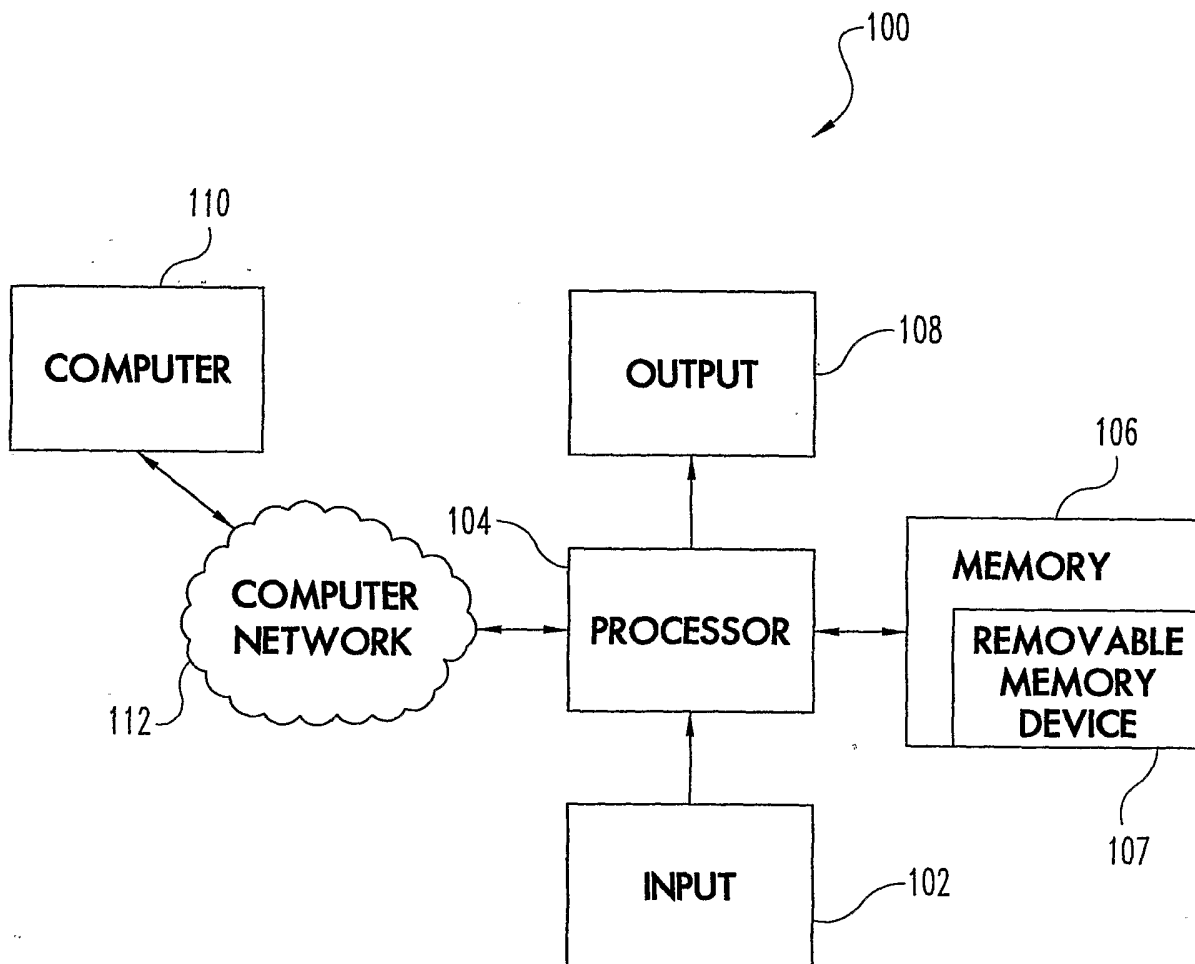 100
110
COMPUTER
OUTPUT
108
106
104
MEMORY
COMPUTER
NETWORK
PROCESSOR
REMOVABLE
MEMORY
DEVICE
112
107
INPUT
102